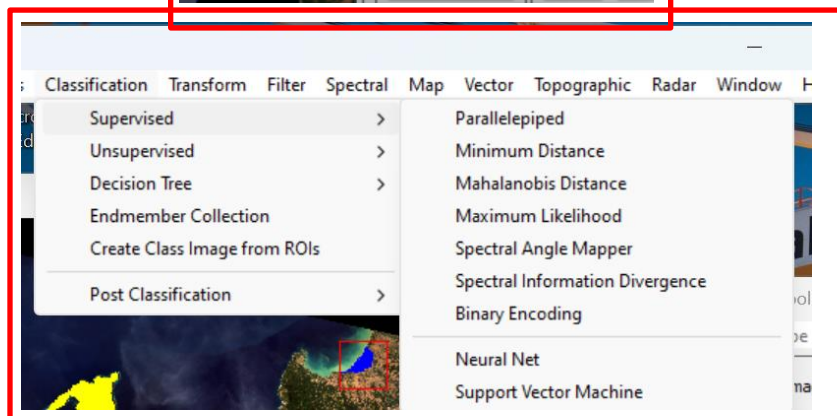 Classification Transform Filter Spectral Map Vector Topographic Radar Window H
Supervised >
Unsupervised >
Decision Tree >
Endmember Collection
Create Class Image from ROIs
Post Classification >
Parallelepiped
Minimum Distance
Mahalanobis Distance
Maximum Likelihood
Spectral Angle Mapper
Spectral Information Divergence
Binary Encoding
Neural Net
Support Vector Machine